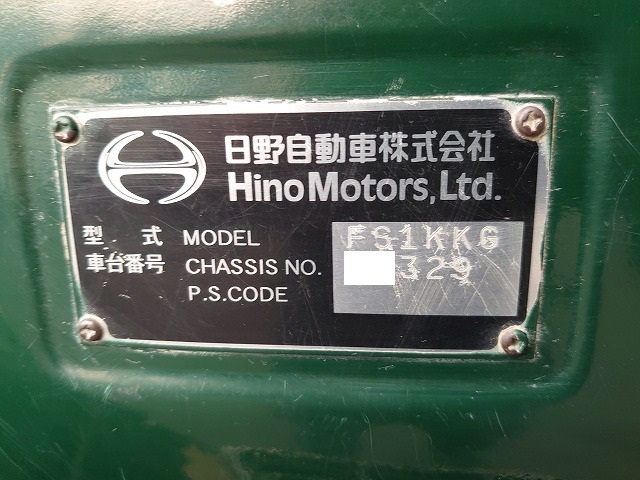 日野自動車株式会社
Hino Motors, Ltd.
型 式 MODEL FS1KKG
車台番号 CHASSIS NO. 329
P.S.CODE